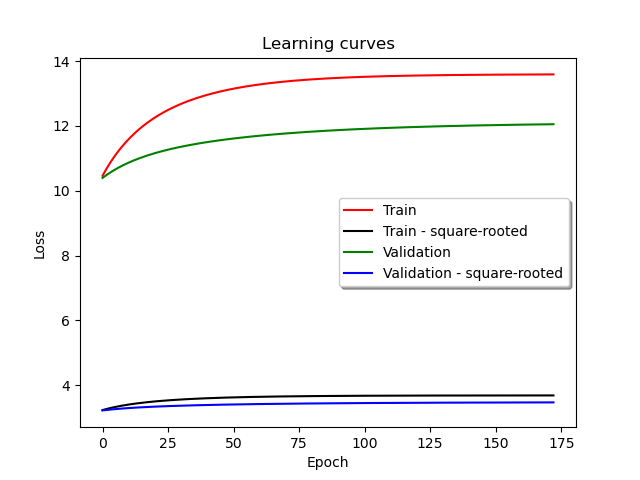 Learning curves
14
12
10
8
6
4
Loss
Train
Train - square-rooted
Validation
Validation - square-rooted
0 25 50 75 100 125 150 175
Epoch